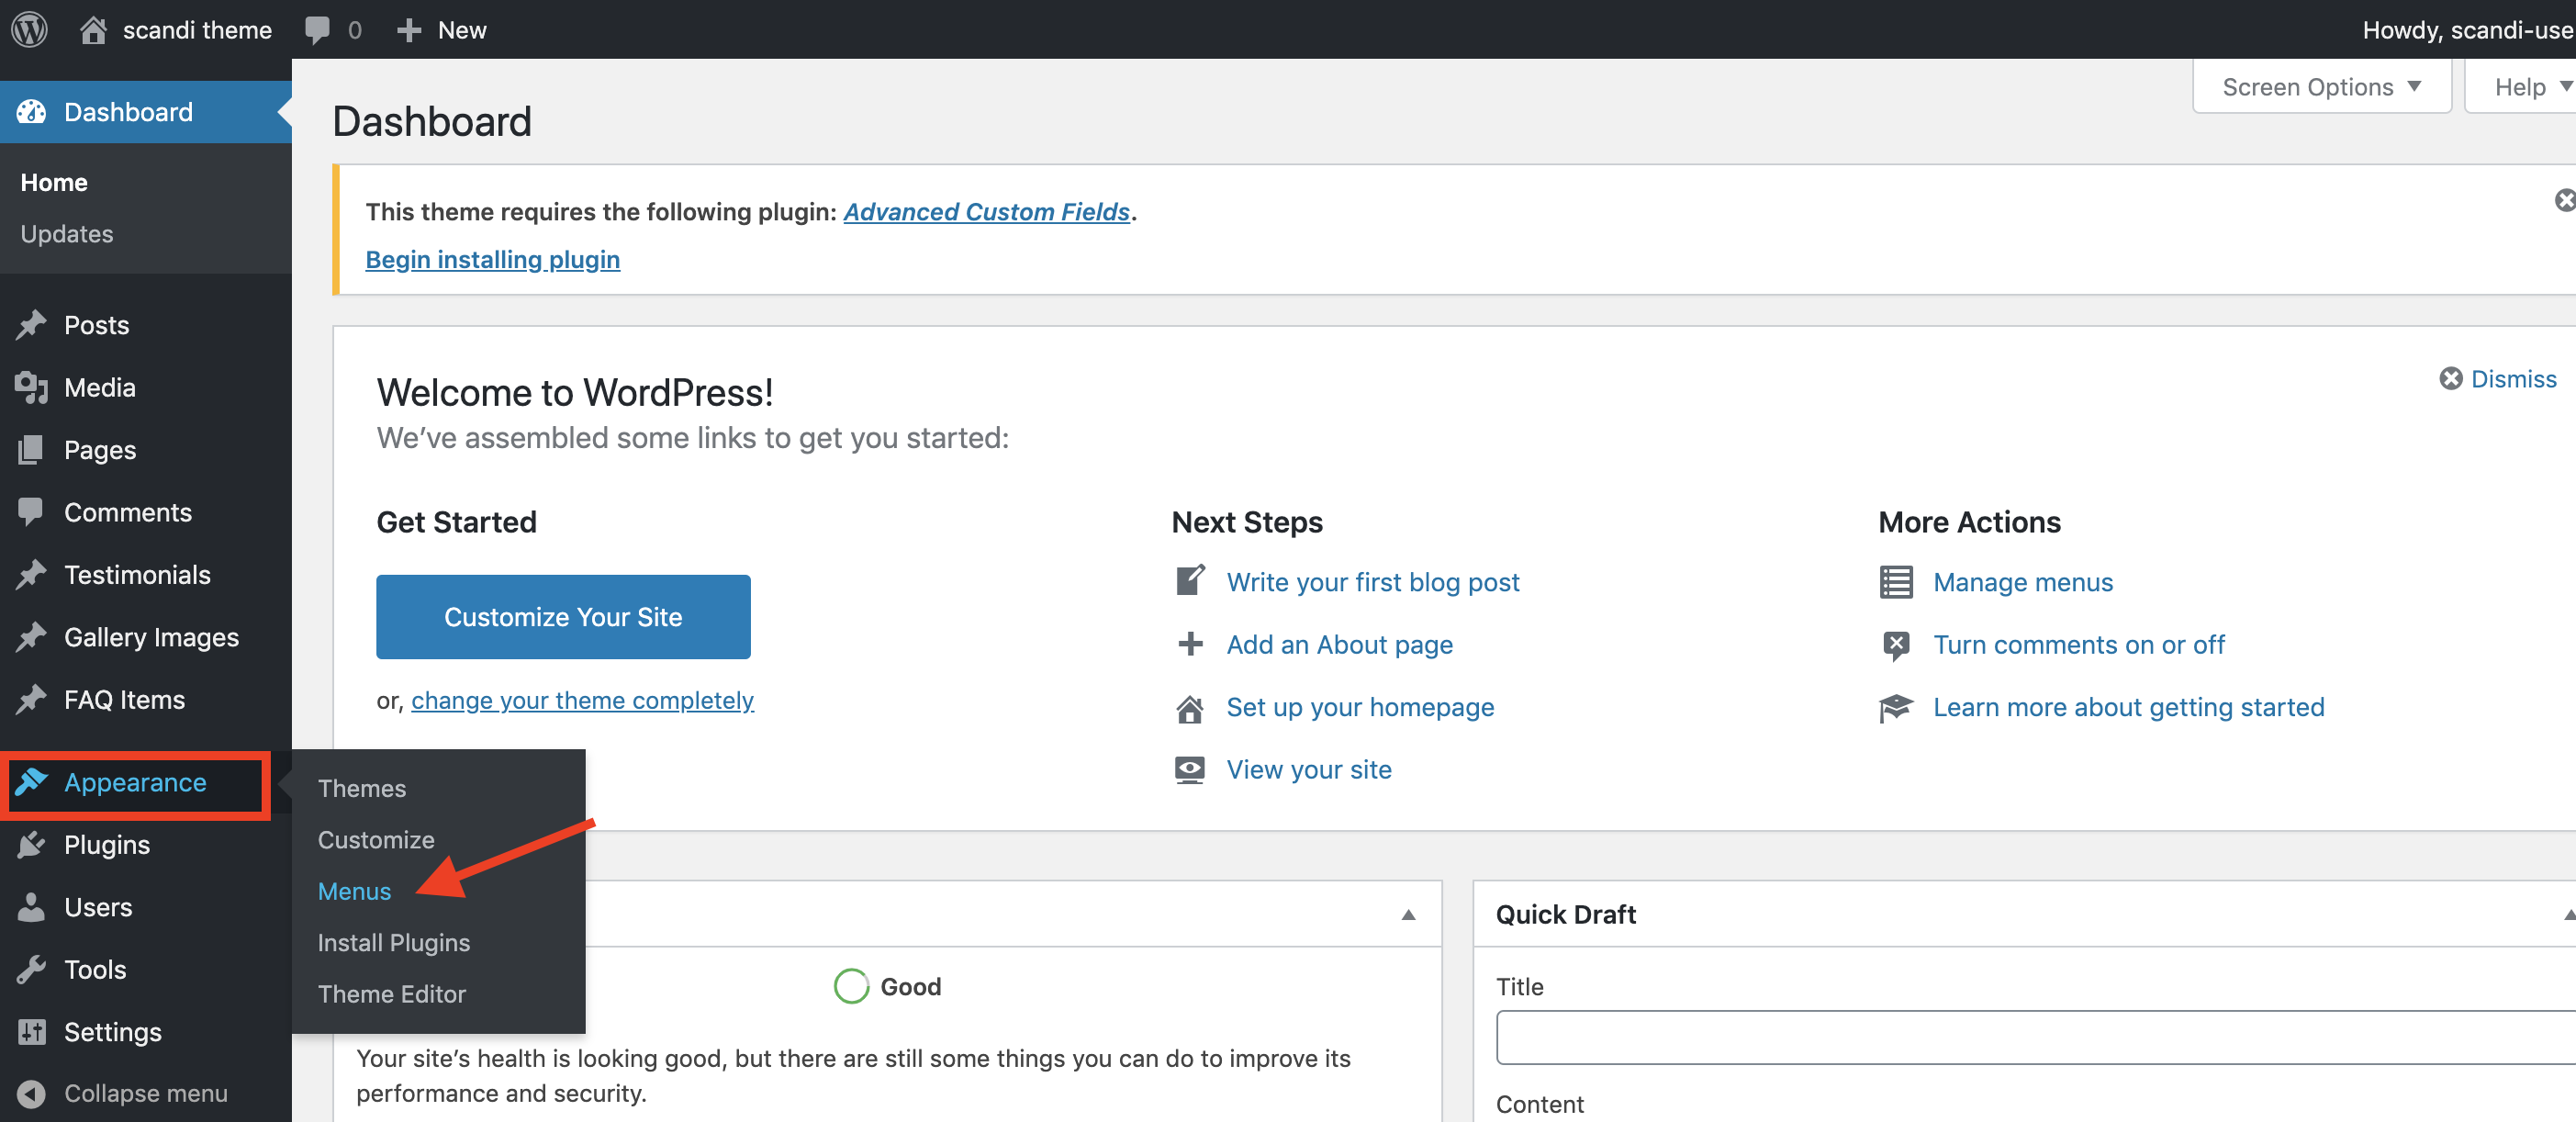 scandi theme
0
New
Howdy, scandi-use
Screen Options
Help
Dashboard
Home
Updates
Posts
Media
Pages
Comments
Testimonials
Gallery Images
FAQ Items
Appearance
Plugins
Users
Tools
Settings
Collapse menu
Themes
Customize
Menus
Install Plugins
Theme Editor
Dashboard
This theme requires the following plugin: Advanced Custom Fields.
Begin installing plugin
Welcome to WordPress!
We’ve assembled some links to get you started:
Dismiss
Get Started
Customize Your Site
or, change your theme completely
Next Steps
Write your first blog post
Add an About page
Set up your homepage
View your site
More Actions
Manage menus
Turn comments on or off
Learn more about getting started
Good
Your site’s health is looking good, but there are still some things you can do to improve its
performance and security.
Quick Draft
Title
Content